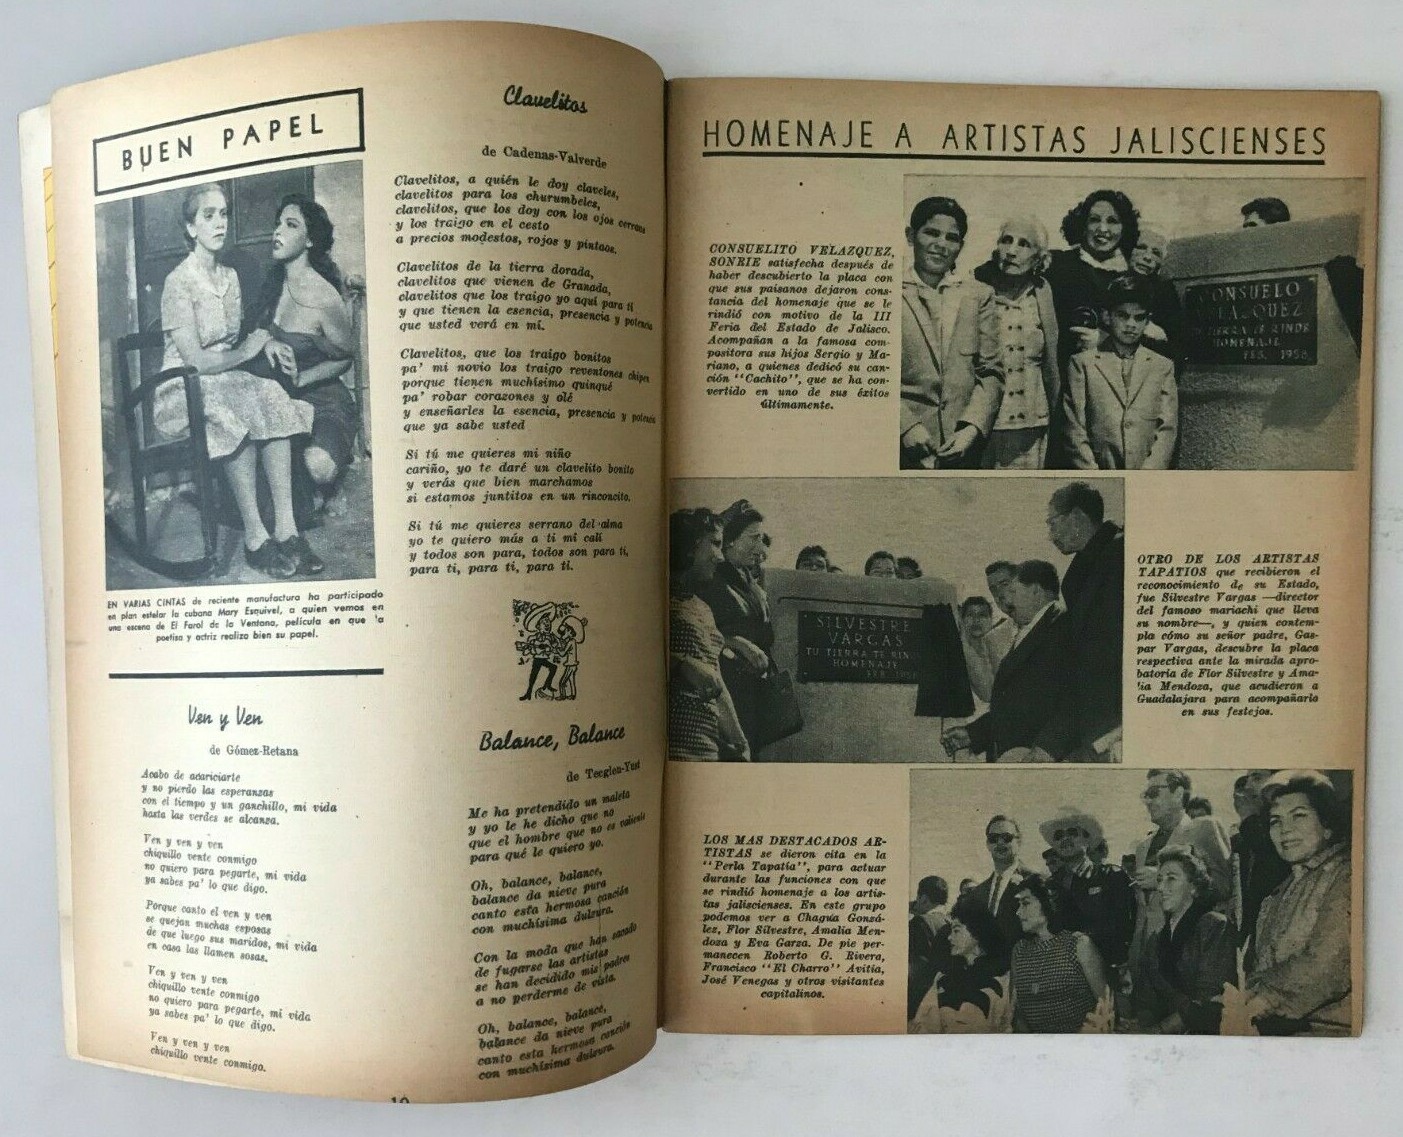 BUEN PAPEL
EN VARIAS CINTAS de reciente manufactura ha participado
en plan estelar la cubana Mary Esquivel, a quien vemos en
una escena de El Farol de la Ventana, película en que la
poetisa y actriz realiza bien su papel.
Ven y Ven
de Gómez-Retana
Acabo de acariciarte
y no pierdo las esperanzas
con el tiempo y un ganchillo, mi vida
hasta las verdes se alcanza.
Ven y ven y ven
chiquillo vente conmigo
no quiero para pegarte, mi vida
ya sabes pa' lo que digo.
Porque canto el ven y ven
se quejan muchas esposas
de que luego sus maridos, mi vida
en casa las llamen sosas.
Ven y ven y ven
chiquillo vente conmigo
no quiero para pegarte, mi vida
ya sabes pa' lo que digo.
Ven y ven y ven
chiquillo vente conmigo.
Clavelitos
de Cadenas-Valverde
Clavelitos, a quién le doy claveles,
clavelitos para los churumbeles,
clavelitos, que los doy con los ojos cerraos
y los traigo en el cesto
a precios modestos, rojos y pintaos.
Clavelitos de la tierra dorada,
clavelitos que vienen de Granada,
clavelitos que los traigo yo aquí para ti
y que tienen la esencia, presencia y potencia
que usted verá en mí.
Clavelitos, que los traigo bonitos
pa' mi novio los traigo reventones chipén
porque tienen muchísimo quinqué
pa' robar corazones y olé
y enseñarles la esencia, presencia y potencia
que ya sabe usted
Si tú me quieres mi niño
cariño, yo te daré un clavelito bonito
y verás que bien marchamos
si estamos juntitos en un rinconcito.
Si tú me quieres serrano del alma
yo te quiero más a ti mi calí
y todos son para, todos son para ti,
para ti, para ti, para ti.
Balance, Balance
de Tecglen-Yust
Me ha pretendido un maleta
y yo le he dicho que no
que el hombre que no es valiente
para qué le quiero yo.
Oh, balance, balance,
balance da nieve pura
canto esta hermosa canción
con muchísima dulzura.
Con la moda que han sacado
de fugarse las artistas
se han decidido mis padres
a no perderme de vista.
Oh, balance, balance,
balance da nieve pura
canto esta hermosa canción
con muchísima dulzura.
10
HOMENAJE A ARTISTAS JALISCIENSES
CONSUELITO VELAZQUEZ,
SONRIE satisfecha después de
haber descubierto la placa con
que sus paisanos dejaron cons-
tancia del homenaje que se le
rindió con motivo de la III
Feria del Estado de Jalisco.
Acompañan a la famosa com-
positora sus hijos Sergio y Ma-
riano, a quienes dedicó su can-
ción "Cachito", que se ha con-
vertido en uno de sus éxitos
últimamente.
CONSUELO
VELAZQUEZ
TU TIERRA TE RINDE
HOMENAJE
FEB. 1958
SILVESTRE
VARGAS
TU TIERRA TE RINDE
HOMENAJE
FEB. 1958
OTRO DE LOS ARTISTAS
TAPATIOS que recibieron el
reconocimiento de su Estado,
fue Silvestre Vargas —director
del famoso mariachi que lleva
su nombre—, y quien contem-
pla cómo su señor padre, Gas-
par Vargas, descubre la placa
respectiva ante la mirada apro-
batoria de Flor Silvestre y Ama-
lia Mendoza, que acudieron a
Guadalajara para acompañarlo
en sus festejos.
LOS MAS DESTACADOS AR-
TISTAS se dieron cita en la
"Perla Tapatía", para actuar
durante las funciones con que
se rindió homenaje a los artis-
tas jaliscienses. En este grupo
podemos ver a Chagua Gonzá-
lez, Flor Silvestre, Amalia Men-
doza y Eva Garza. De pie per-
manecen Roberto G. Rivera,
Francisco "El Charro" Avitia,
José Venegas y otros visitantes
capitalinos.